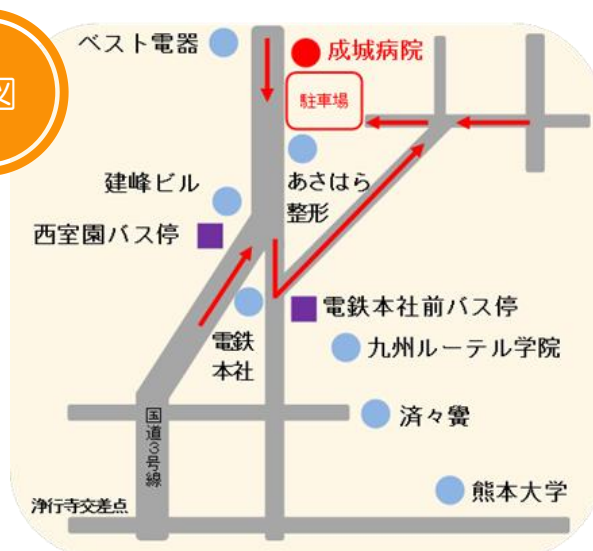 図
ベスト電器
成城病院
駐車場
建峰ビル
あさはら
整形
西室園バス停
電鉄本社前バス停
電鉄
本社
九州ルーテル学院
国道3号線
済々黌
熊本大学
浄行寺交差点